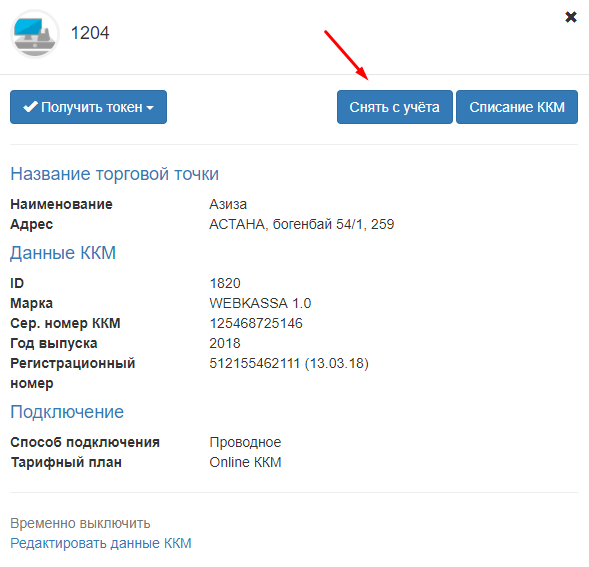 1204
Получить токен
Снять с учёта
Списание ККМ
Название торговой точки
Наименование Азиза
Адрес АСТАНА, богенбай 54/1, 259
Данные ККМ
ID 1820
Марка WEBKASSA 1.0
Сер. номер ККМ 125468725146
Год выпуска 2018
Регистрационный 512155462111 (13.03.18)
номер
Подключение
Способ подключения Проводное
Тарифный план Online ККМ
Временно выключить
Редактировать данные ККМ